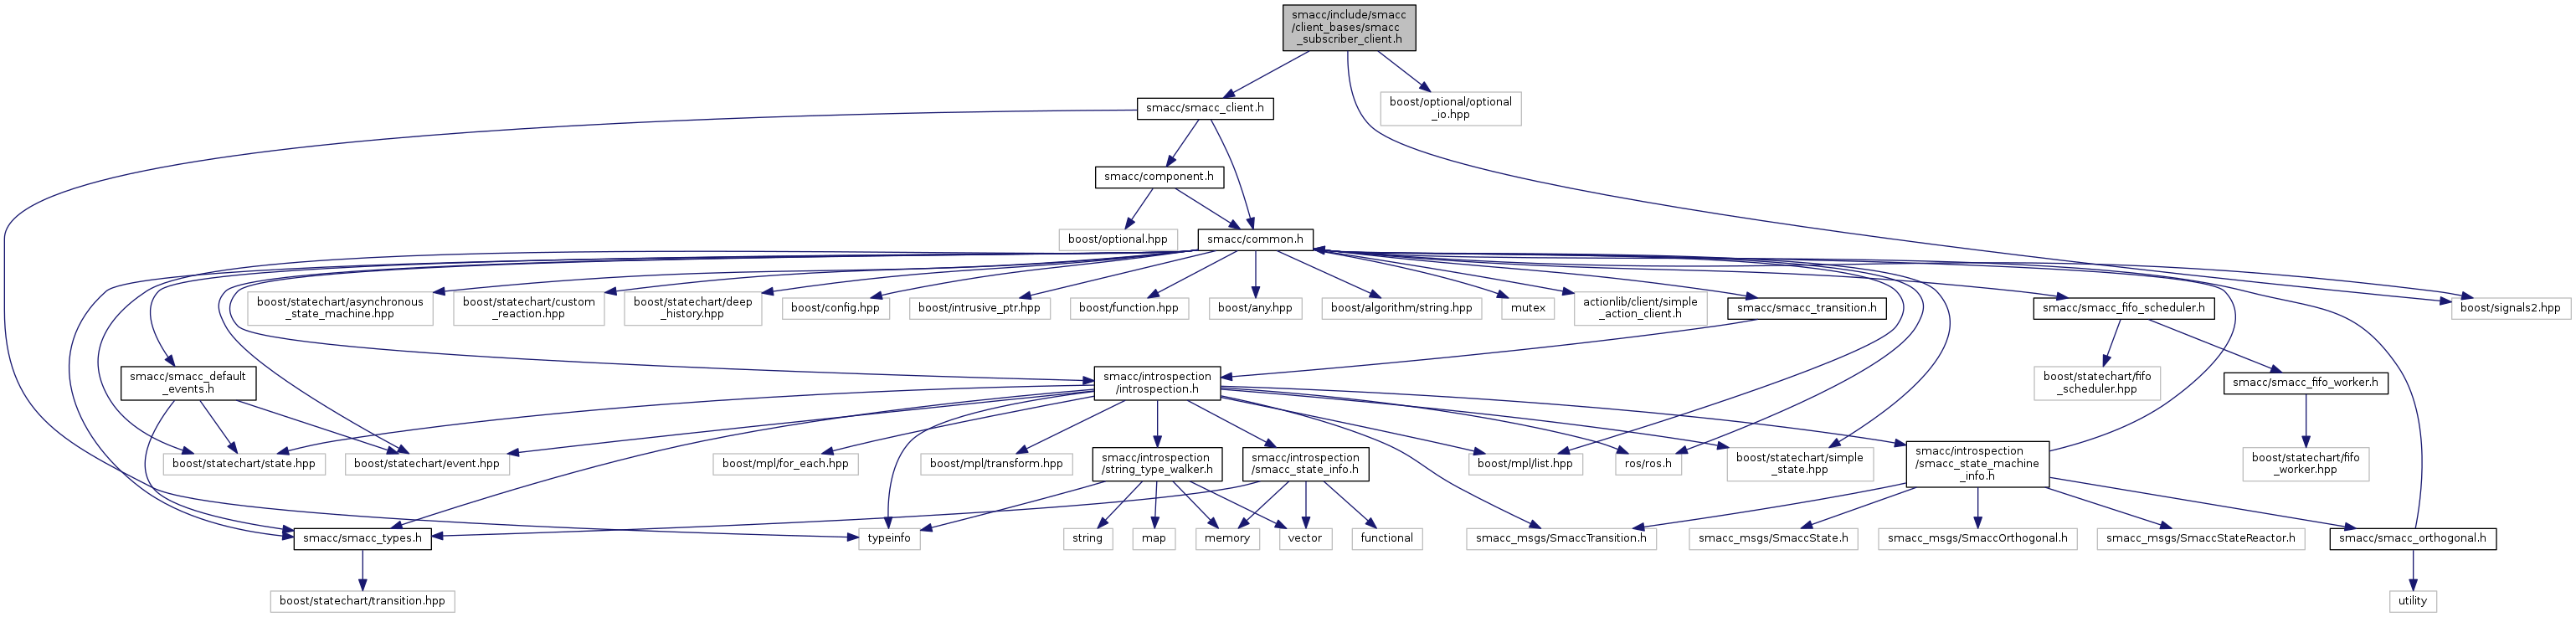 smacc/include/smacc
/client_bases/smacc
_subscriber_client.h
smacc/smacc_client.h
boost/optional/optional
_io.hpp
smacc/component.h
boost/optional.hpp
smacc/common.h
boost/statechart/asynchronous
_state_machine.hpp
boost/statechart/custom
_reaction.hpp
boost/statechart/deep
_history.hpp
boost/config.hpp
boost/intrusive_ptr.hpp
boost/function.hpp
boost/any.hpp
boost/algorithm/string.hpp
mutex
actionlib/client/simple
_action_client.h
smacc/smacc_transition.h
smacc/smacc_fifo_scheduler.h
boost/signals2.hpp
smacc/smacc_default
_events.h
smacc/introspection
/introspection.h
boost/statechart/fifo
_scheduler.hpp
smacc/smacc_fifo_worker.h
boost/statechart/state.hpp
boost/statechart/event.hpp
boost/mpl/for_each.hpp
boost/mpl/transform.hpp
smacc/introspection
/string_type_walker.h
smacc/introspection
/smacc_state_info.h
boost/mpl/list.hpp
ros/ros.h
boost/statechart/simple
_state.hpp
smacc/introspection
/smacc_state_machine
_info.h
boost/statechart/fifo
_worker.hpp
smacc/smacc_types.h
typeinfo
string
map
memory
vector
functional
smacc_msgs/SmaccTransition.h
smacc_msgs/SmaccState.h
smacc_msgs/SmaccOrthogonal.h
smacc_msgs/SmaccStateReactor.h
smacc/smacc_orthogonal.h
boost/statechart/transition.hpp
utility